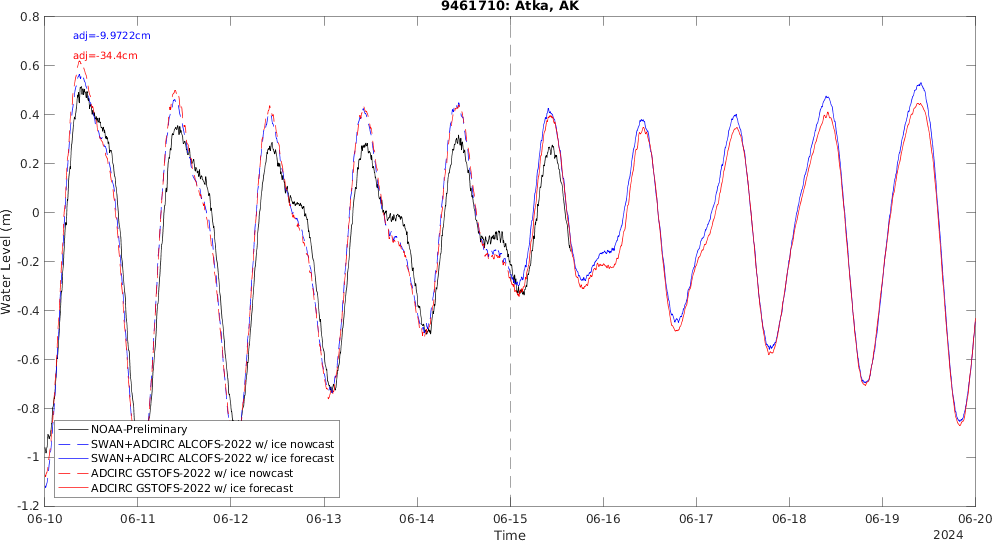 9461710: Atka, AK
adj=-9.9722cm
adj=-34.4cm
Water Level (m)
0.8
0.6
0.4
0.2
0
-0.2
-0.4
-0.6
-0.8
-1
-1.2
NOAA-Preliminary
SWAN+ADCIRC ALCOFS-2022 w/ ice nowcast
SWAN+ADCIRC ALCOFS-2022 w/ ice forecast
ADCIRC GSTOFS-2022 w/ ice nowcast
ADCIRC GSTOFS-2022 w/ ice forecast
06-10 06-11 06-12 06-13 06-14 06-15 06-16 06-17 06-18 06-19 06-20
Time
2024